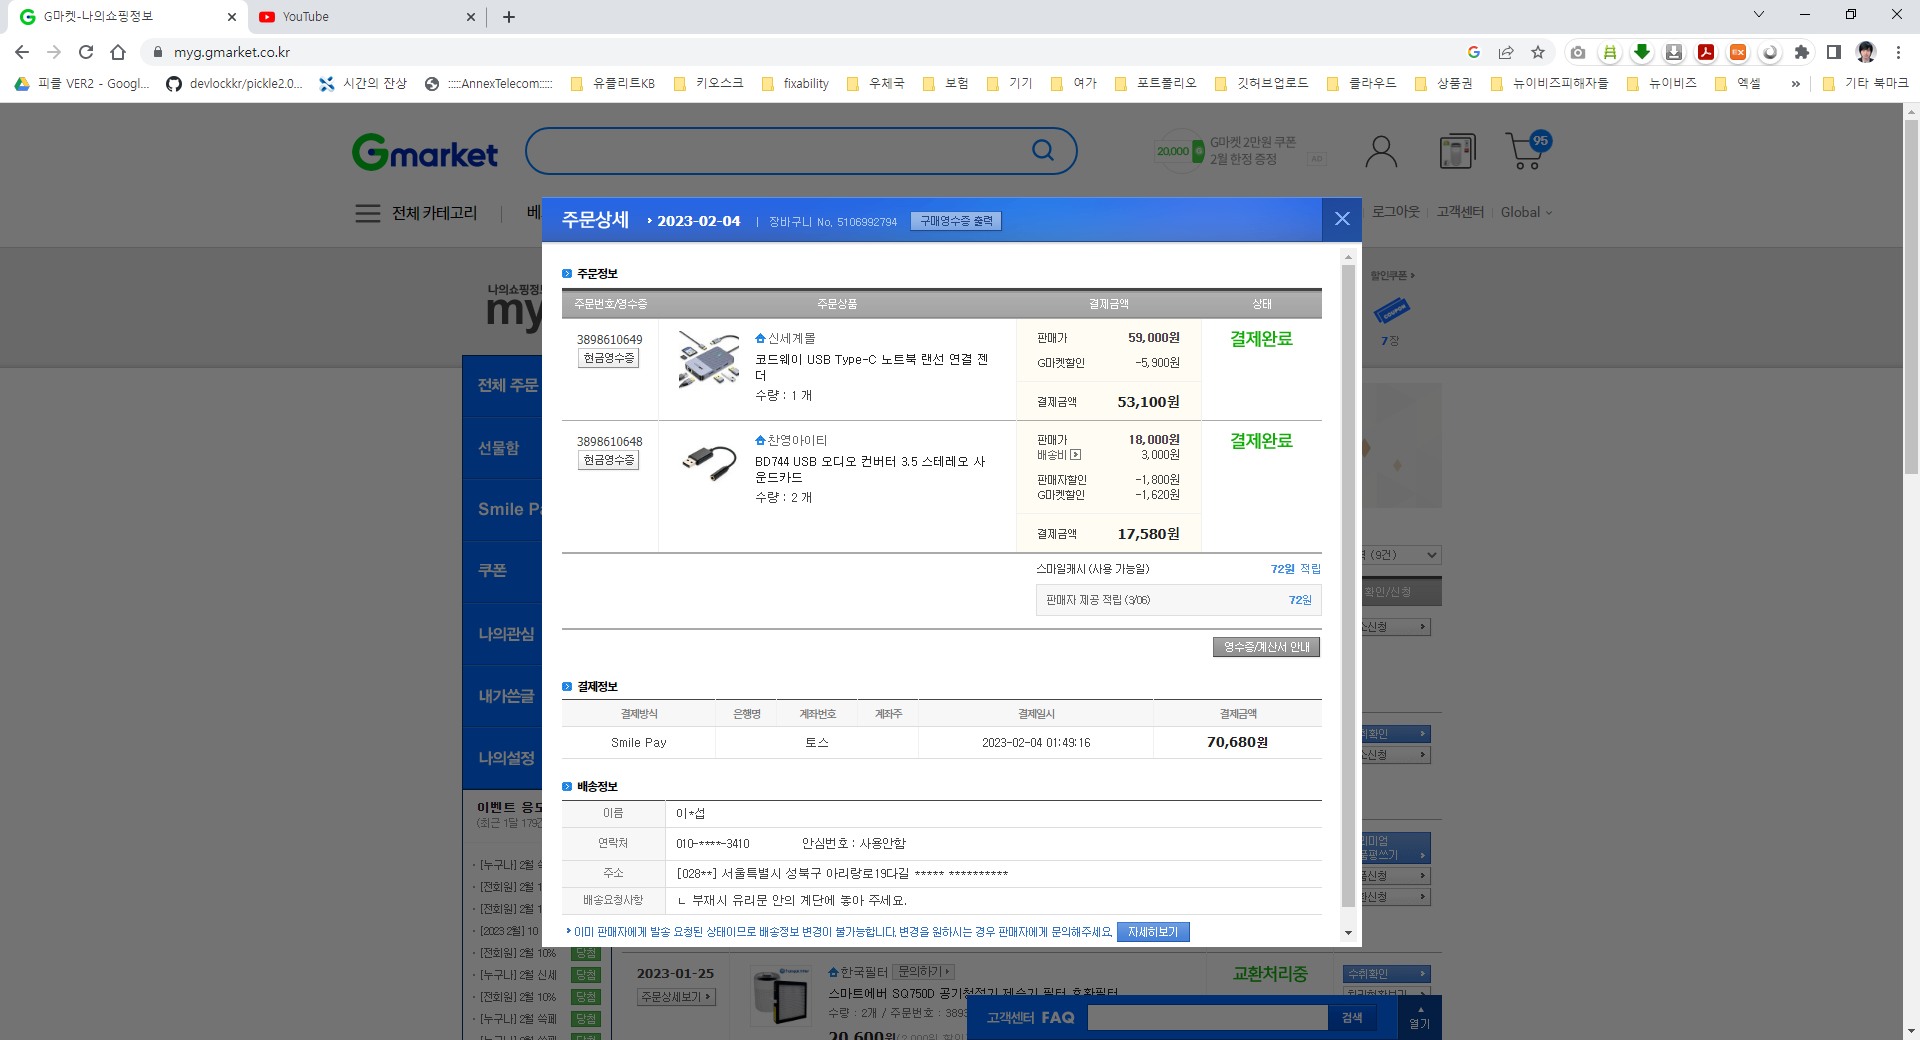 G마켓-나의쇼핑정보
YouTube
myg.gmarket.co.kr
피클 VER2 - Googl...
devlockkr/pickle2.0...
시간의 잔상
:::::AnnexTelecom:::::
유플리트KB
키오스크
fixability
우체국
보험
기기
여가
포트폴리오
깃허브업로드
클라우드
상품권
뉴이비즈피해자들
뉴이비즈
엑셀
»
기타 북마크
Gmarket
20,000
G마켓 2만원 쿠폰
2월 한정 증정
AD
95
전체 카테고리
베
로그아웃
고객센터
Global
주문상세
2023-02-04
장바구니 No. 5106992794
구매영수증 출력
나의쇼핑정보
my
할인쿠폰
COUPON
7장
전체 주문
선물함
Smile P
쿠폰
나의관심
내가쓴글
나의설정
주문정보
주문번호/영수증
주문상품
결제금액
상태
3898610649
현금영수증
신세계몰
코드웨이 USB Type-C 노트북 랜선 연결 젠
더
수량 : 1 개
판매가 59,000원
G마켓할인 -5,900원
결제금액 53,100원
결제완료
3898610648
현금영수증
찬영아이티
BD744 USB 오디오 컨버터 3.5 스테레오 사
운드카드
수량 : 2 개
판매가 18,000원
배송비 3,000원
판매자할인 -1,800원
G마켓할인 -1,620원
결제금액 17,580원
결제완료
스마일캐시(사용 가능일) 72원 적립
판매자 제공 적립 (3/06) 72원
영수증/계산서 안내
결제정보
결제방식
은행명
계좌번호
계좌주
결제일시
결제금액
Smile Pay
토스
2023-02-04 01:49:16
70,680원
배송정보
이름 이*섭
연락처 010-****-3410 안심번호 : 사용안함
주소 [028**] 서울특별시 성북구 아리랑로19다길 ***** **********
배송요청사항 ㄴ 부재시 유리문 안의 계단에 놓아 주세요.
이미 판매자에게 발송 요청된 상태이므로 배송정보 변경이 불가능합니다. 변경을 원하시는 경우 판매자에게 문의해주세요.
자세히보기
(9건)
확인/신청
소신청
취확인
소신청
리미엄
품평쓰기
품신청
환신청
이벤트 응모
(최근 1달 179건
[누구나] 2월 쓱
[전회원] 2월 1
[전회원] 2월 1
[2023 2월] 10
[전회원] 2월 10% 당첨
[누구나] 2월 신세 당첨
[전회원] 2월 10% 당첨
[누구나] 2월 쓱페 당첨
2023-01-25
주문상세보기
한국필터
문의하기
스마트에버 SQ750D 공기청정기 제습기 필터 호환필터
수량 : 2개 / 주문번호 : 3893
20,600원
교환처리중
수취확인
고객센터 FAQ
검색
열기